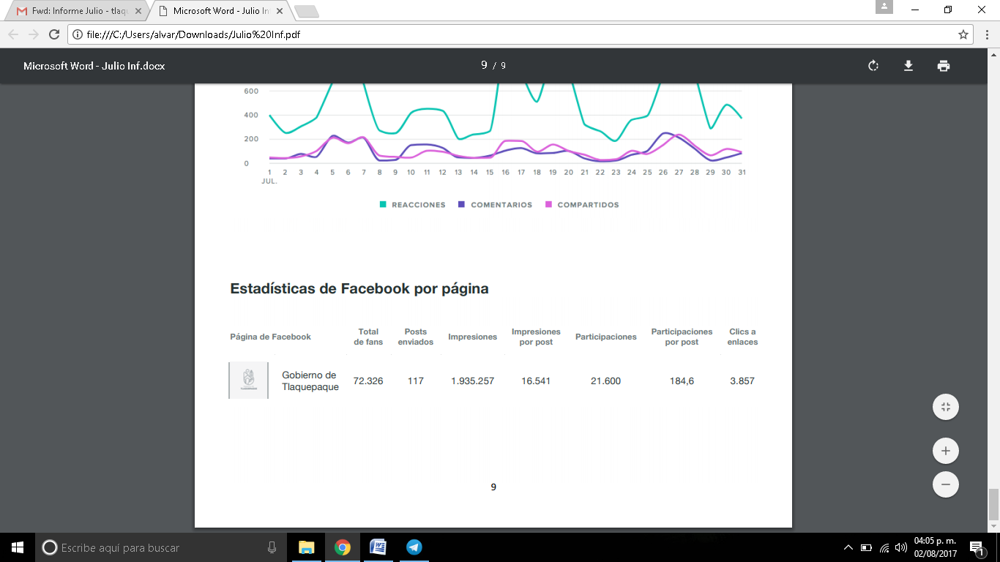 Fwd: Informe Julio - tlaqu
Microsoft Word - Julio Inf
file:///C:/Users/alvar/Downloads/Julio%20Inf.pdf
Microsoft Word - Julio Inf.docx
9 / 9
600
400
200
0
1 2 3 4 5 6 7 8 9 10 11 12 13 14 15 16 17 18 19 20 21 22 23 24 25 26 27 28 29 30 31
JUL.
REACCIONES COMENTARIOS COMPARTIDOS
Estadísticas de Facebook por página
Página de Facebook Total de fans Posts enviados Impresiones Impresiones por post Participaciones Participaciones por post Clics a enlaces
Gobierno de Tlaquepaque 72.326 117 1.935.257 16.541 21.600 184,6 3.857
9
Escribe aquí para buscar
04:05 p. m.
02/08/2017
1